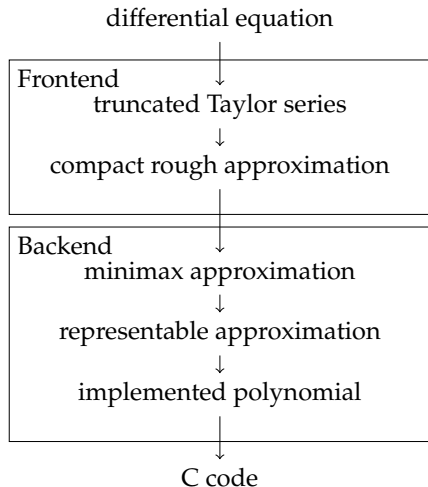 differential equation
Frontend
truncated Taylor series
compact rough approximation
Backend
minimax approximation
representable approximation
implemented polynomial
C code